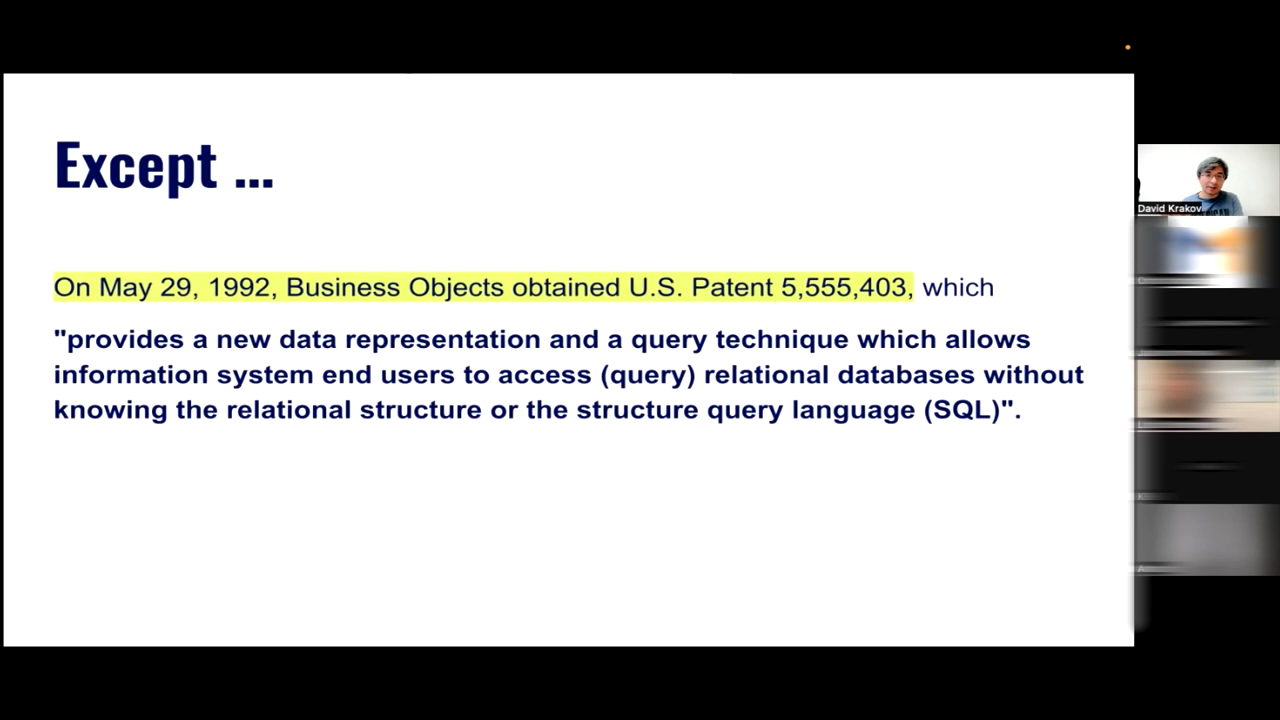 Except ...
On May 29, 1992, Business Objects obtained U.S. Patent 5,555,403, which
"provides a new data representation and a query technique which allows
information system end users to access (query) relational databases without
knowing the relational structure or the structure query language (SQL)".
David Krakov